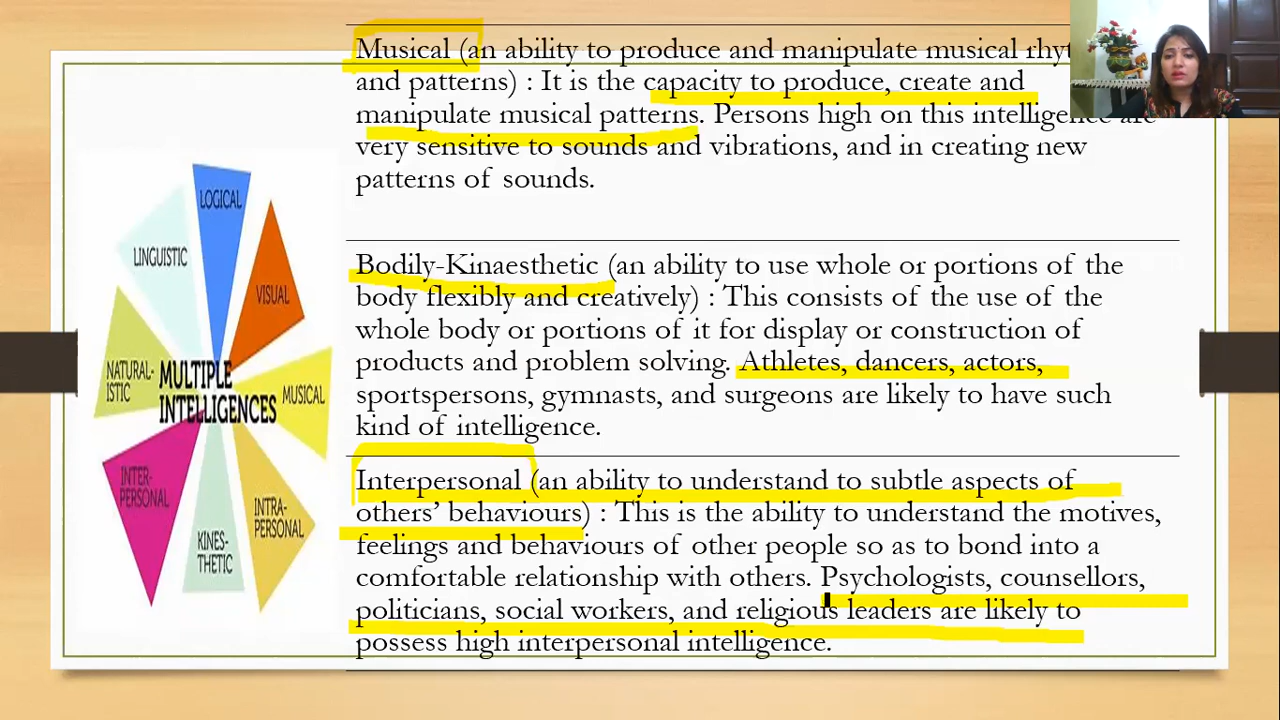 Musical (an ability to produce and manipulate musical
and patterns) : It is the capacity to produce, create and
manipulate musical patterns. Persons high on this intelligence are
very sensitive to sounds and vibrations, and in creating new
patterns of sounds.
Bodily-Kinaesthetic (an ability to use whole or portions of the
body flexibly and creatively) : This consists of the use of the
whole body or portions of it for display or construction of
products and problem solving. Athletes, dancers, actors,
sportspersons, gymnasts, and surgeons are likely to have such
kind of intelligence.
Interpersonal (an ability to understand to subtle aspects of
others’ behaviours) : This is the ability to understand the motives,
feelings and behaviours of other people so as to bond into a
comfortable relationship with others. Psychologists, counsellors,
politicians, social workers, and religious leaders are likely to
possess high interpersonal intelligence.
LOGICAL
LINGUISTIC
VISUAL
NATURAL-
ISTIC
MULTIPLE
INTELLIGENCES
MUSICAL
INTER-
PERSONAL
INTRA-
PERSONAL
KINES-
THETIC